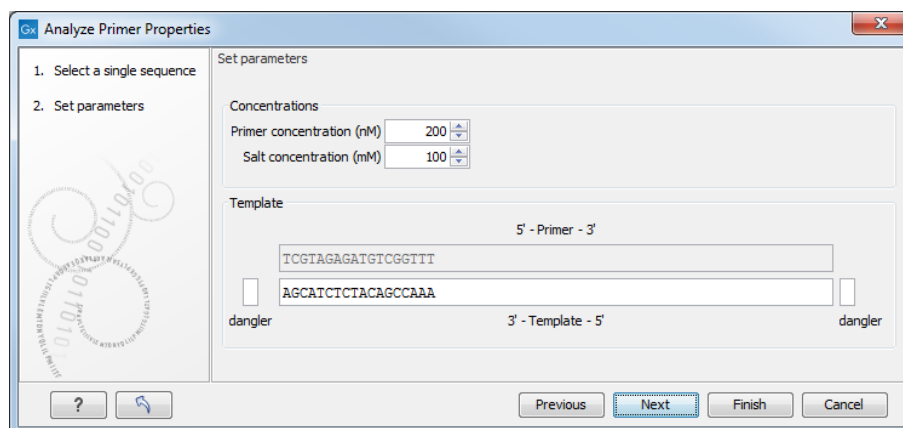 Gx Analyze Primer Properties
1. Select a single sequence
2. Set parameters
Set parameters
Concentrations
Primer concentration (nM) 200
Salt concentration (mM) 100
Template
5' - Primer - 3'
TCGTAGAGATGTCGGTTT
AGCATCTCTACAGCCAAA
dangler 3' - Template - 5' dangler
? Previous Next Finish Cancel